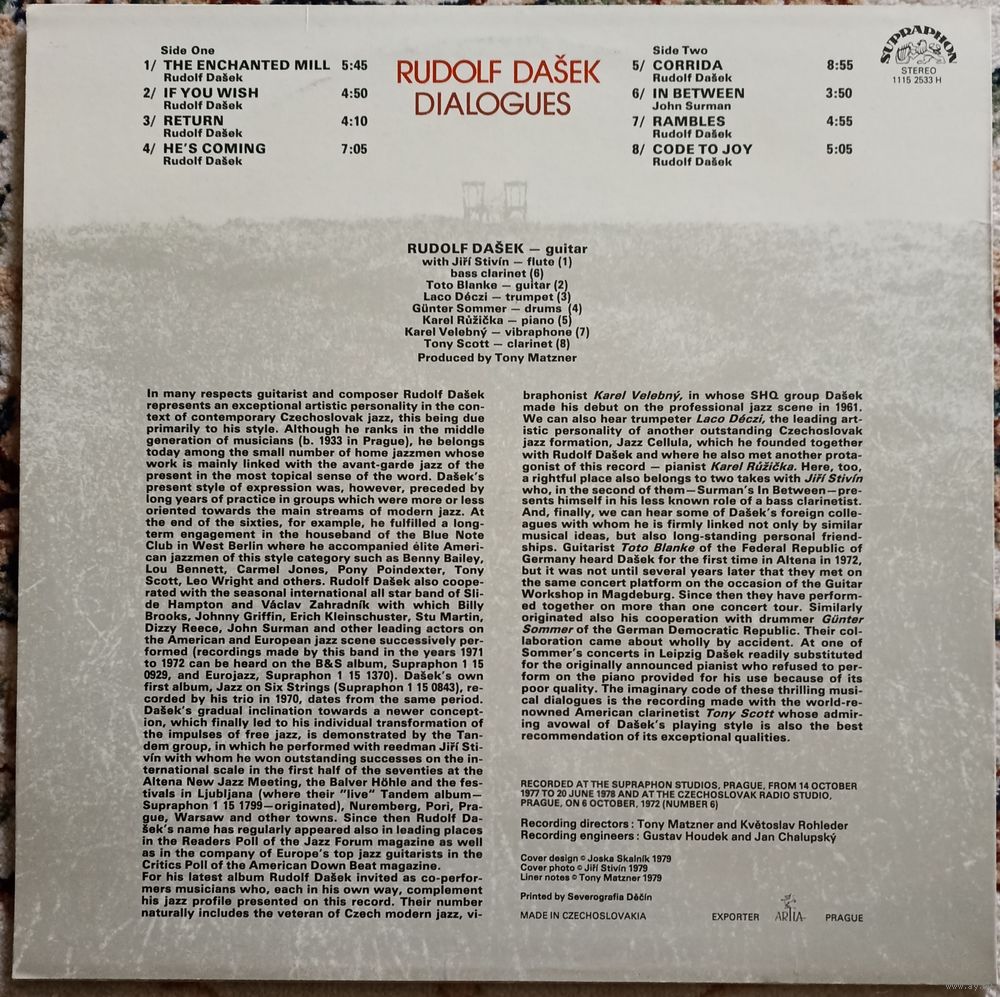 Side One
1/ THE ENCHANTED MILL 5:45
Rudolf Dašek
2/ IF YOU WISH 4:50
Rudolf Dašek
3/ RETURN 4:10
Rudolf Dašek
4/ HE'S COMING 7:05
Rudolf Dašek
RUDOLF DAŠEK
DIALOGUES
Side Two
5/ CORRIDA 8:55
Rudolf Dašek
6/ IN BETWEEN 3:50
John Surman
7/ RAMBLES 4:55
Rudolf Dašek
8/ CODE TO JOY 5:05
Rudolf Dašek
SUPRAPHON
STEREO
1115 2533 H
RUDOLF DAŠEK — guitar
with Jiří Stivín — flute (1)
bass clarinet (6)
Toto Blanke — guitar (2)
Laco Déczi — trumpet (3)
Günter Sommer — drums (4)
Karel Růžička — piano (5)
Karel Velebný — vibraphone (7)
Tony Scott — clarinet (8)
Produced by Tony Matzner
In many respects guitarist and composer Rudolf Dašek
represents an exceptional artistic personality in the con-
text of contemporary Czechoslovak jazz, this being due
primarily to his style. Although he ranks in the middle
generation of musicians (b. 1933 in Prague), he belongs
today among the small number of home jazzmen whose
work is mainly linked with the avant-garde jazz of the
present in the most topical sense of the word. Dašek's
present style of expression was, however, preceded by
long years of practice in groups which were more or less
oriented towards the main streams of modern jazz. At
the end of the sixties, for example, he fulfilled a long-
term engagement in the houseband of the Blue Note
Club in West Berlin where he accompanied élite Ameri-
can jazzmen of this style category such as Benny Bailey,
Lou Bennett, Carmel Jones, Pony Poindexter, Tony
Scott, Leo Wright and others. Rudolf Dašek also coope-
rated with the seasonal international all star band of Sli-
de Hampton and Václav Zahradník with which Billy
Brooks, Johnny Griffin, Erich Kleinschuster, Stu Martin,
Dizzy Reece, John Surman and other leading actors on
the American and European jazz scene successively per-
formed (recordings made by this band in the years 1971
to 1972 can be heard on the B&S album, Supraphon 1 15
0929, and Eurojazz, Supraphon 1 15 1370). Dašek's own
first album, Jazz on Six Strings (Supraphon 1 15 0843), re-
corded by his trio in 1970, dates from the same period.
Dašek's gradual inclination towards a newer concept-
ion, which finally led to his individual transformation of
the impulses of free jazz, is demonstrated by the Tan-
dem group, in which he performed with reedman Jiří Sti-
vín with whom he won outstanding successes on the in-
ternational scale in the first half of the seventies at the
Altena New Jazz Meeting, the Balver Höhle and the fes-
tivals in Ljubljana (where their "live" Tandem album—
Supraphon 1 15 1799—originated), Nuremberg, Pori, Pra-
gue, Warsaw and other towns. Since then Rudolf Da-
šek's name has regularly appeared also in leading places
in the Readers Poll of the Jazz Forum magazine as well
as in the company of Europe's top jazz guitarists in the
Critics Poll of the American Down Beat magazine.
For his latest album Rudolf Dašek invited as co-perfor-
mers musicians who, each in his own way, complement
his jazz profile presented on this record. Their number
naturally includes the veteran of Czech modern jazz, vi-
braphonist Karel Velebný, in whose SHQ group Dašek
made his debut on the professional jazz scene in 1961.
We can also hear trumpeter Laco Déczi, the leading art-
istic personality of another outstanding Czechoslovak
jazz formation, Jazz Cellula, which he founded together
with Rudolf Dašek and where he also met another prota-
gonist of this record — pianist Karel Růžička. Here, too,
a rightful place also belongs to two takes with Jiří Stivín
who, in the second of them—Surman's In Between—pre-
sents himself in his less known role of a bass clarinetist.
And, finally, we can hear some of Dašek's foreign colle-
agues with whom he is firmly linked not only by similar
musical ideas, but also long-standing personal friend-
ships. Guitarist Toto Blanke of the Federal Republic of
Germany heard Dašek for the first time in Altena in 1972,
but it was not until several years later that they met on
the same concert platform on the occasion of the Guitar
Workshop in Magdeburg. Since then they have perform-
ed together on more than one concert tour. Similarly
originated also his cooperation with drummer Günter
Sommer of the German Democratic Republic. Their col-
laboration came about wholly by accident. At one of
Sommer's concerts in Leipzig Dašek readily substituted
for the originally announced pianist who refused to per-
form on the piano provided for his use because of its
poor quality. The imaginary code of these thrilling musi-
cal dialogues is the recording made with the world-re-
nowned American clarinetist Tony Scott whose admir-
ing avowal of Dašek's playing style is also the best
recommendation of its exceptional qualities.
RECORDED AT THE SUPRAPHON STUDIOS, PRAGUE, FROM 14 OCTOBER
1977 TO 20 JUNE 1978 AND AT THE CZECHOSLOVAK RADIO STUDIO,
PRAGUE, ON 6 OCTOBER, 1972 (NUMBER 6)
Recording directors : Tony Matzner and Květoslav Rohleder
Recording engineers : Gustav Houdek and Jan Chalupský
Cover design © Joska Skalník 1979
Cover photo © Jiří Stivín 1979
Liner notes © Tony Matzner 1979
Printed by Severografia Děčín
MADE IN CZECHOSLOVAKIA EXPORTER ARTIA PRAGUE